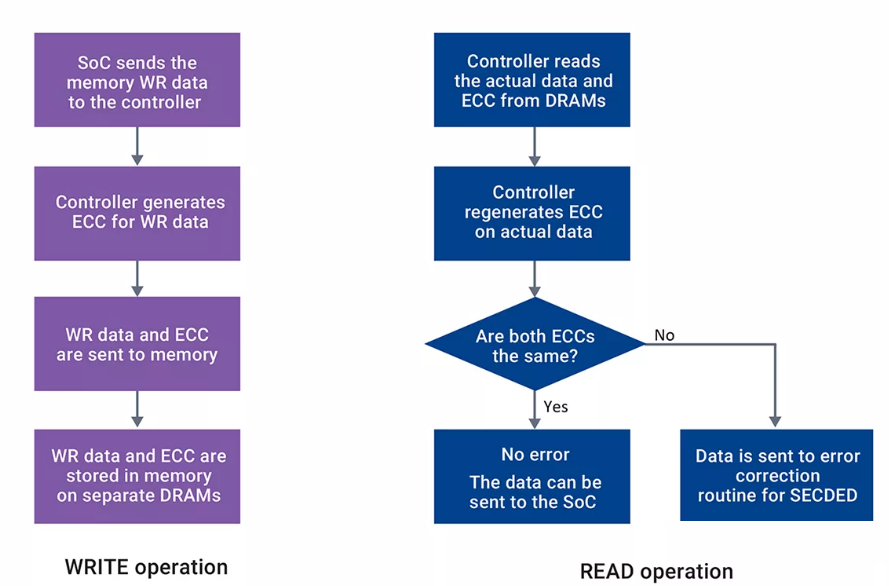 SoC sends the
memory WR data
to the controller
Controller generates
ECC for WR data
WR data and ECC
are sent to memory
WR data and ECC are
stored in memory
on separate DRAMs
WRITE operation
Controller reads
the actual data and
ECC from DRAMs
Controller
regenerates ECC
on actual data
Are both ECCs
the same?
No
Yes
No error
The data can be
sent to the SoC
Data is sent to error
correction
routine for SECDED
READ operation